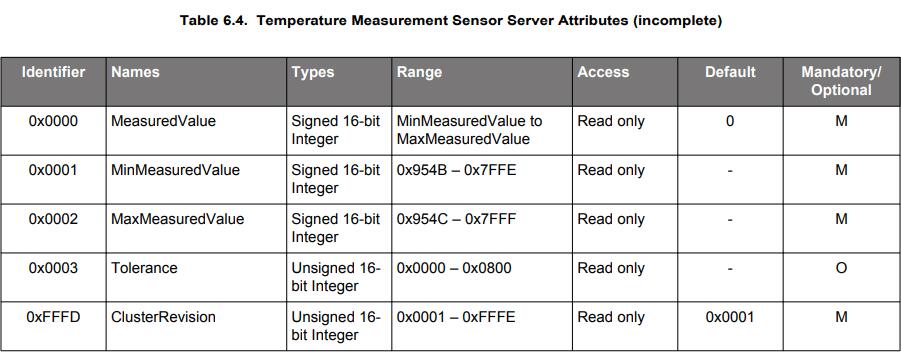 Table 6.4. Temperature Measurement Sensor Server Attributes (incomplete)
Identifier Names Types Range Access Default Mandatory/
Optional
0x0000 MeasuredValue Signed 16-bit MinMeasuredValue to Read only 0 M
Integer MaxMeasuredValue
0x0001 MinMeasuredValue Signed 16-bit 0x954B – 0x7FFE Read only - M
Integer
0x0002 MaxMeasuredValue Signed 16-bit 0x954C – 0x7FFF Read only - M
Integer
0x0003 Tolerance Unsigned 16- 0x0000 – 0x0800 Read only - O
bit Integer
0xFFFD ClusterRevision Unsigned 16- 0x0001 – 0xFFFE Read only 0x0001 M
bit Integer